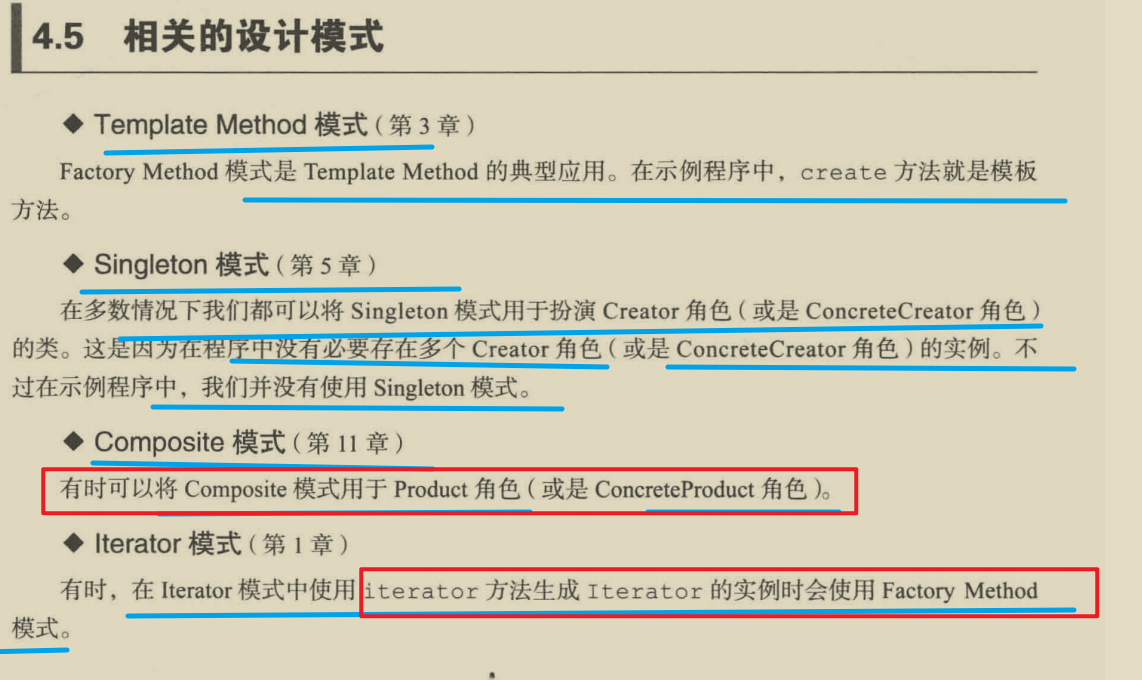 4.5 相关的设计模式
◆ Template Method 模式（第 3 章）
Factory Method 模式是 Template Method 的典型应用。在示例程序中，create 方法就是模板
方法。
◆ Singleton 模式（第 5 章）
在多数情况下我们都可以将 Singleton 模式用于扮演 Creator 角色（或是 ConcreteCreator 角色）
的类。这是因为在程序中没有必要存在多个 Creator 角色（或是 ConcreteCreator 角色）的实例。不
过在示例程序中，我们并没有使用 Singleton 模式。
◆ Composite 模式（第 11 章）
有时可以将 Composite 模式用于 Product 角色（或是 ConcreteProduct 角色）。
◆ Iterator 模式（第 1 章）
有时，在 Iterator 模式中使用 iterator 方法生成 Iterator 的实例时会使用 Factory Method
模式。